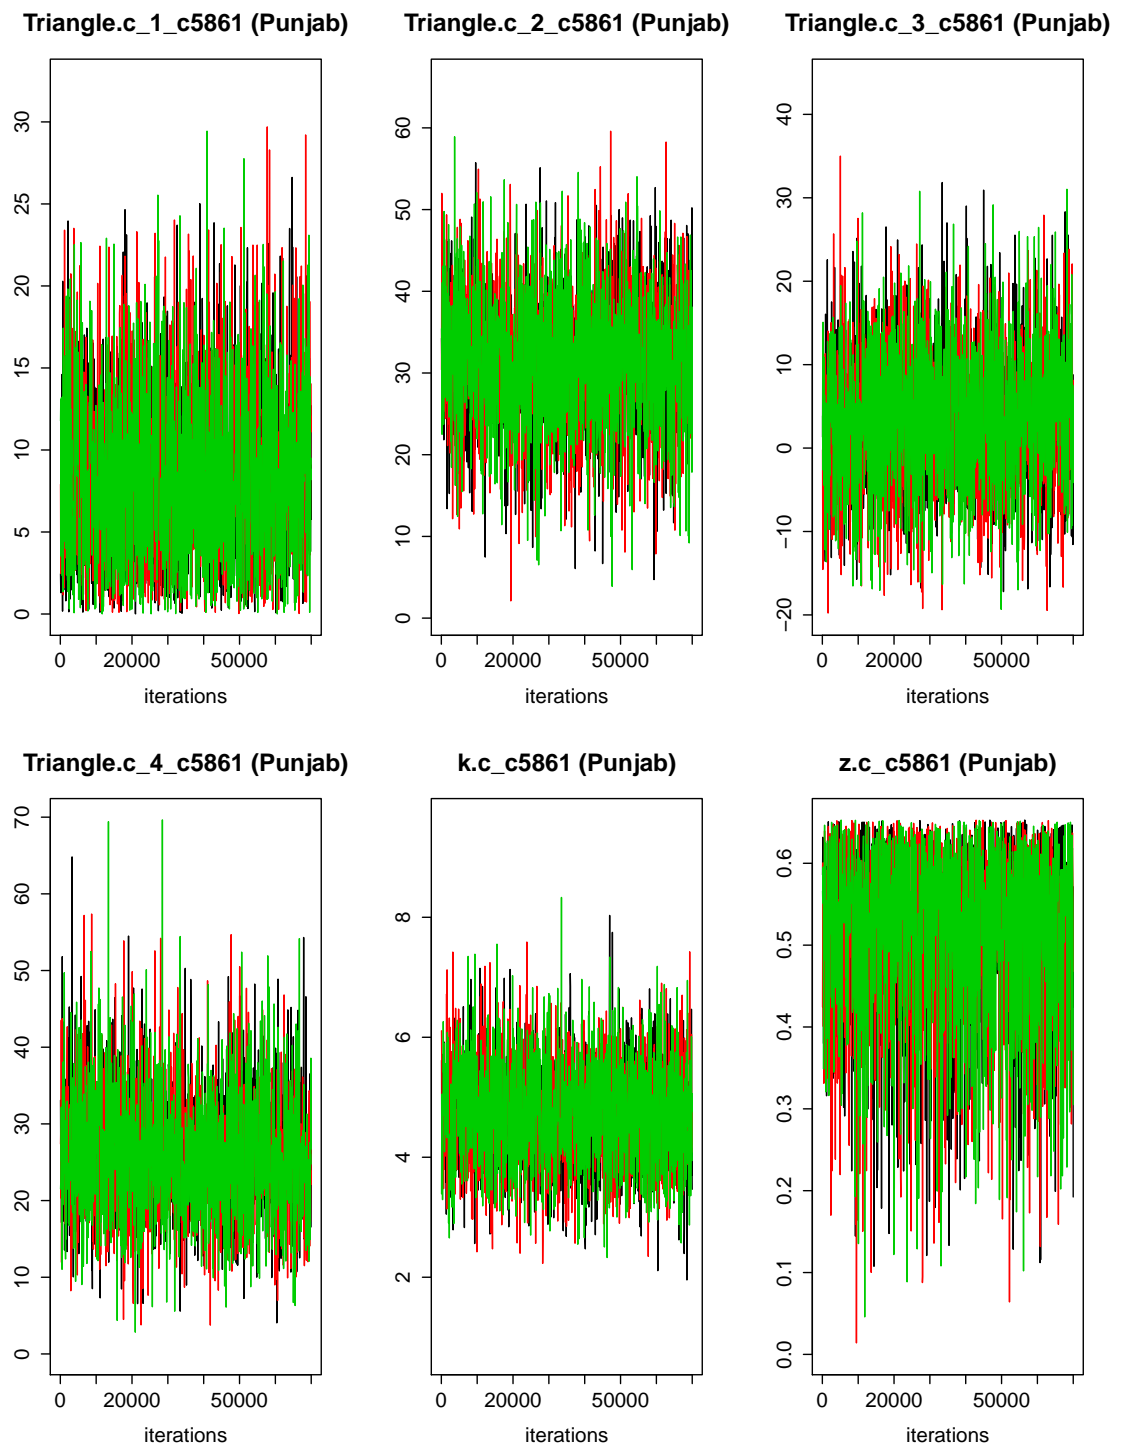 Triangle.c_1_c5861 (Punjab)
0
5
10
15
20
25
30
0 20000 50000
iterations
Triangle.c_2_c5861 (Punjab)
0
10
20
30
40
50
60
0 20000 50000
iterations
Triangle.c_3_c5861 (Punjab)
−20
−10
0
10
20
30
40
0 20000 50000
iterations
Triangle.c_4_c5861 (Punjab)
0
10
20
30
40
50
60
70
0 20000 50000
iterations
k.c_c5861 (Punjab)
2
4
6
8
0 20000 50000
iterations
z.c_c5861 (Punjab)
0.0
0.1
0.2
0.3
0.4
0.5
0.6
0 20000 50000
iterations